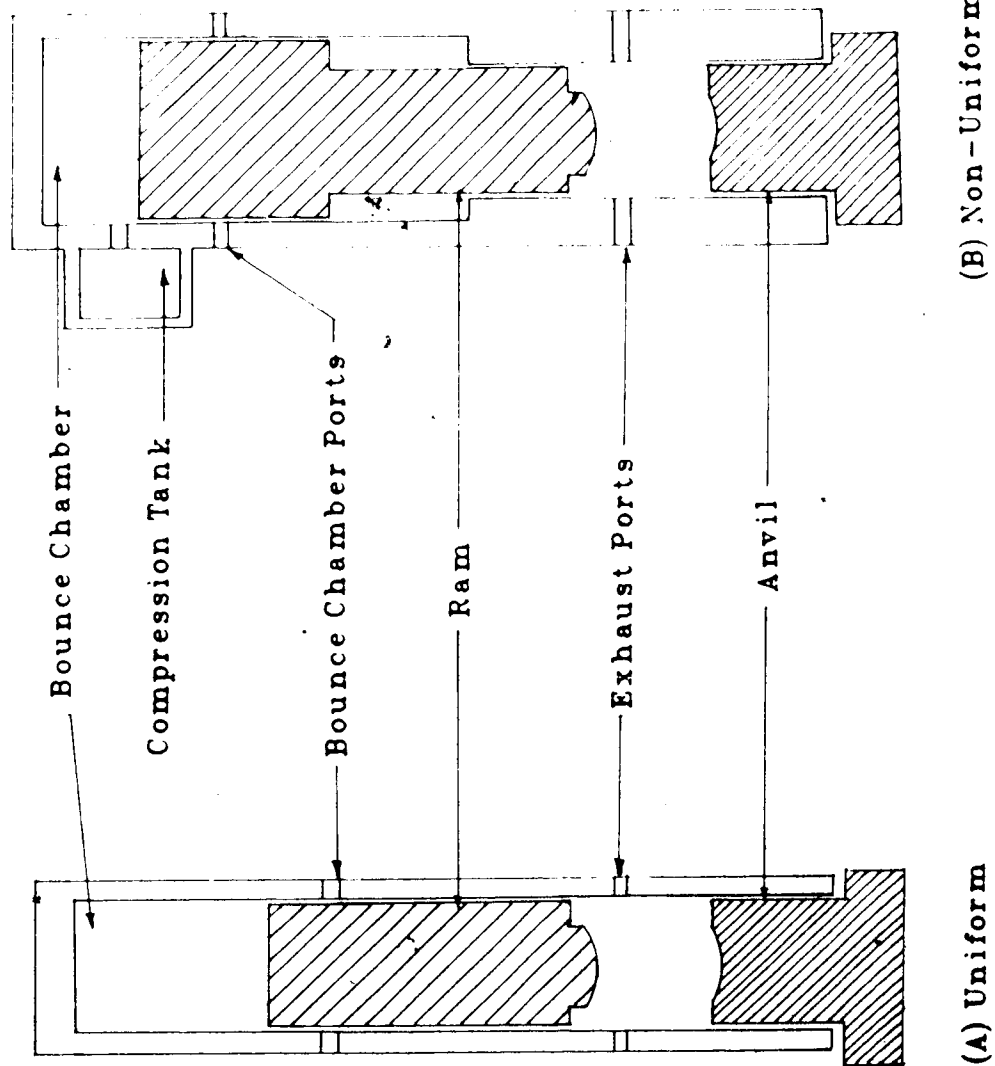 Bounce Chamber
Compression Tank
Bounce Chamber Ports
Ram
Exhaust Ports
Anvil
(A) Uniform
(B) Non-Uniform